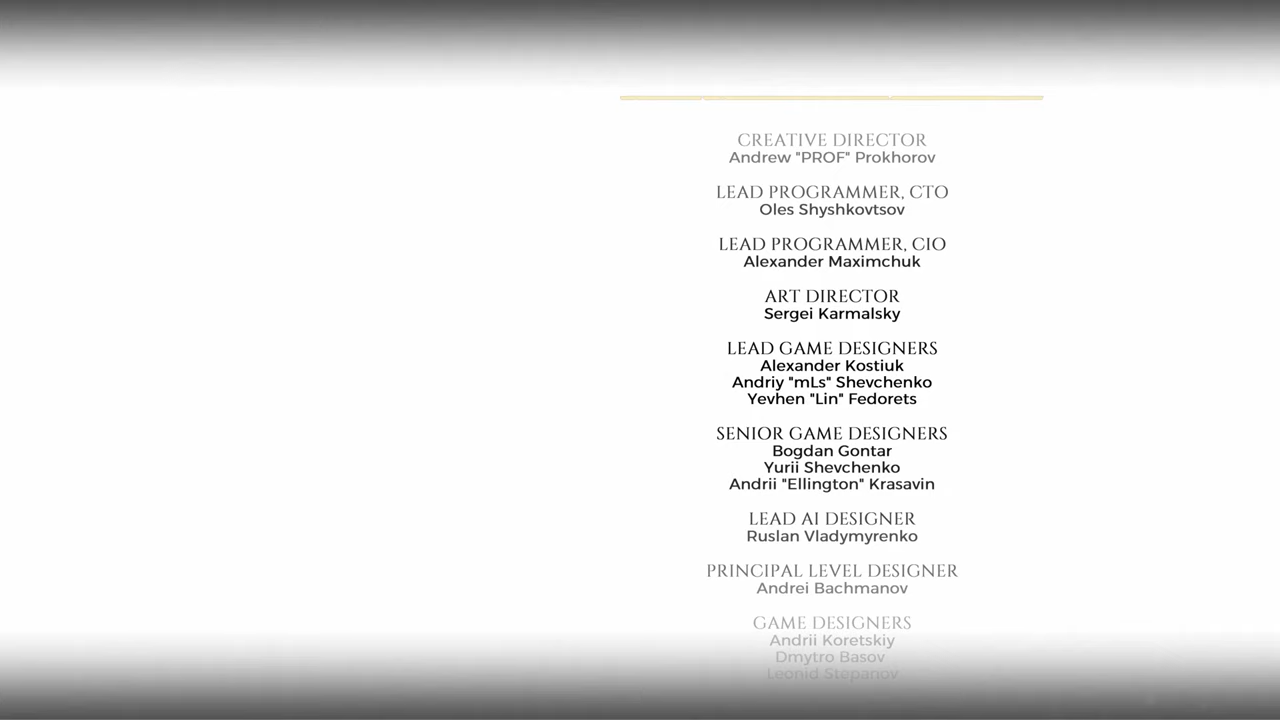 CREATIVE DIRECTOR
Andrew "PROF" Prokhorov
LEAD PROGRAMMER, CTO
Oles Shyshkovtsov
LEAD PROGRAMMER, CIO
Alexander Maximchuk
ART DIRECTOR
Sergei Karmalsky
LEAD GAME DESIGNERS
Alexander Kostiuk
Andriy "mLs" Shevchenko
Yevhen "Lin" Fedorets
SENIOR GAME DESIGNERS
Bogdan Gontar
Yurii Shevchenko
Andrii "Ellington" Krasavin
LEAD AI DESIGNER
Ruslan Vladymyrenko
PRINCIPAL LEVEL DESIGNER
Andrei Bachmanov
GAME DESIGNERS
Andrii Koretskiy
Dmytro Basov
Leonid Stepanov